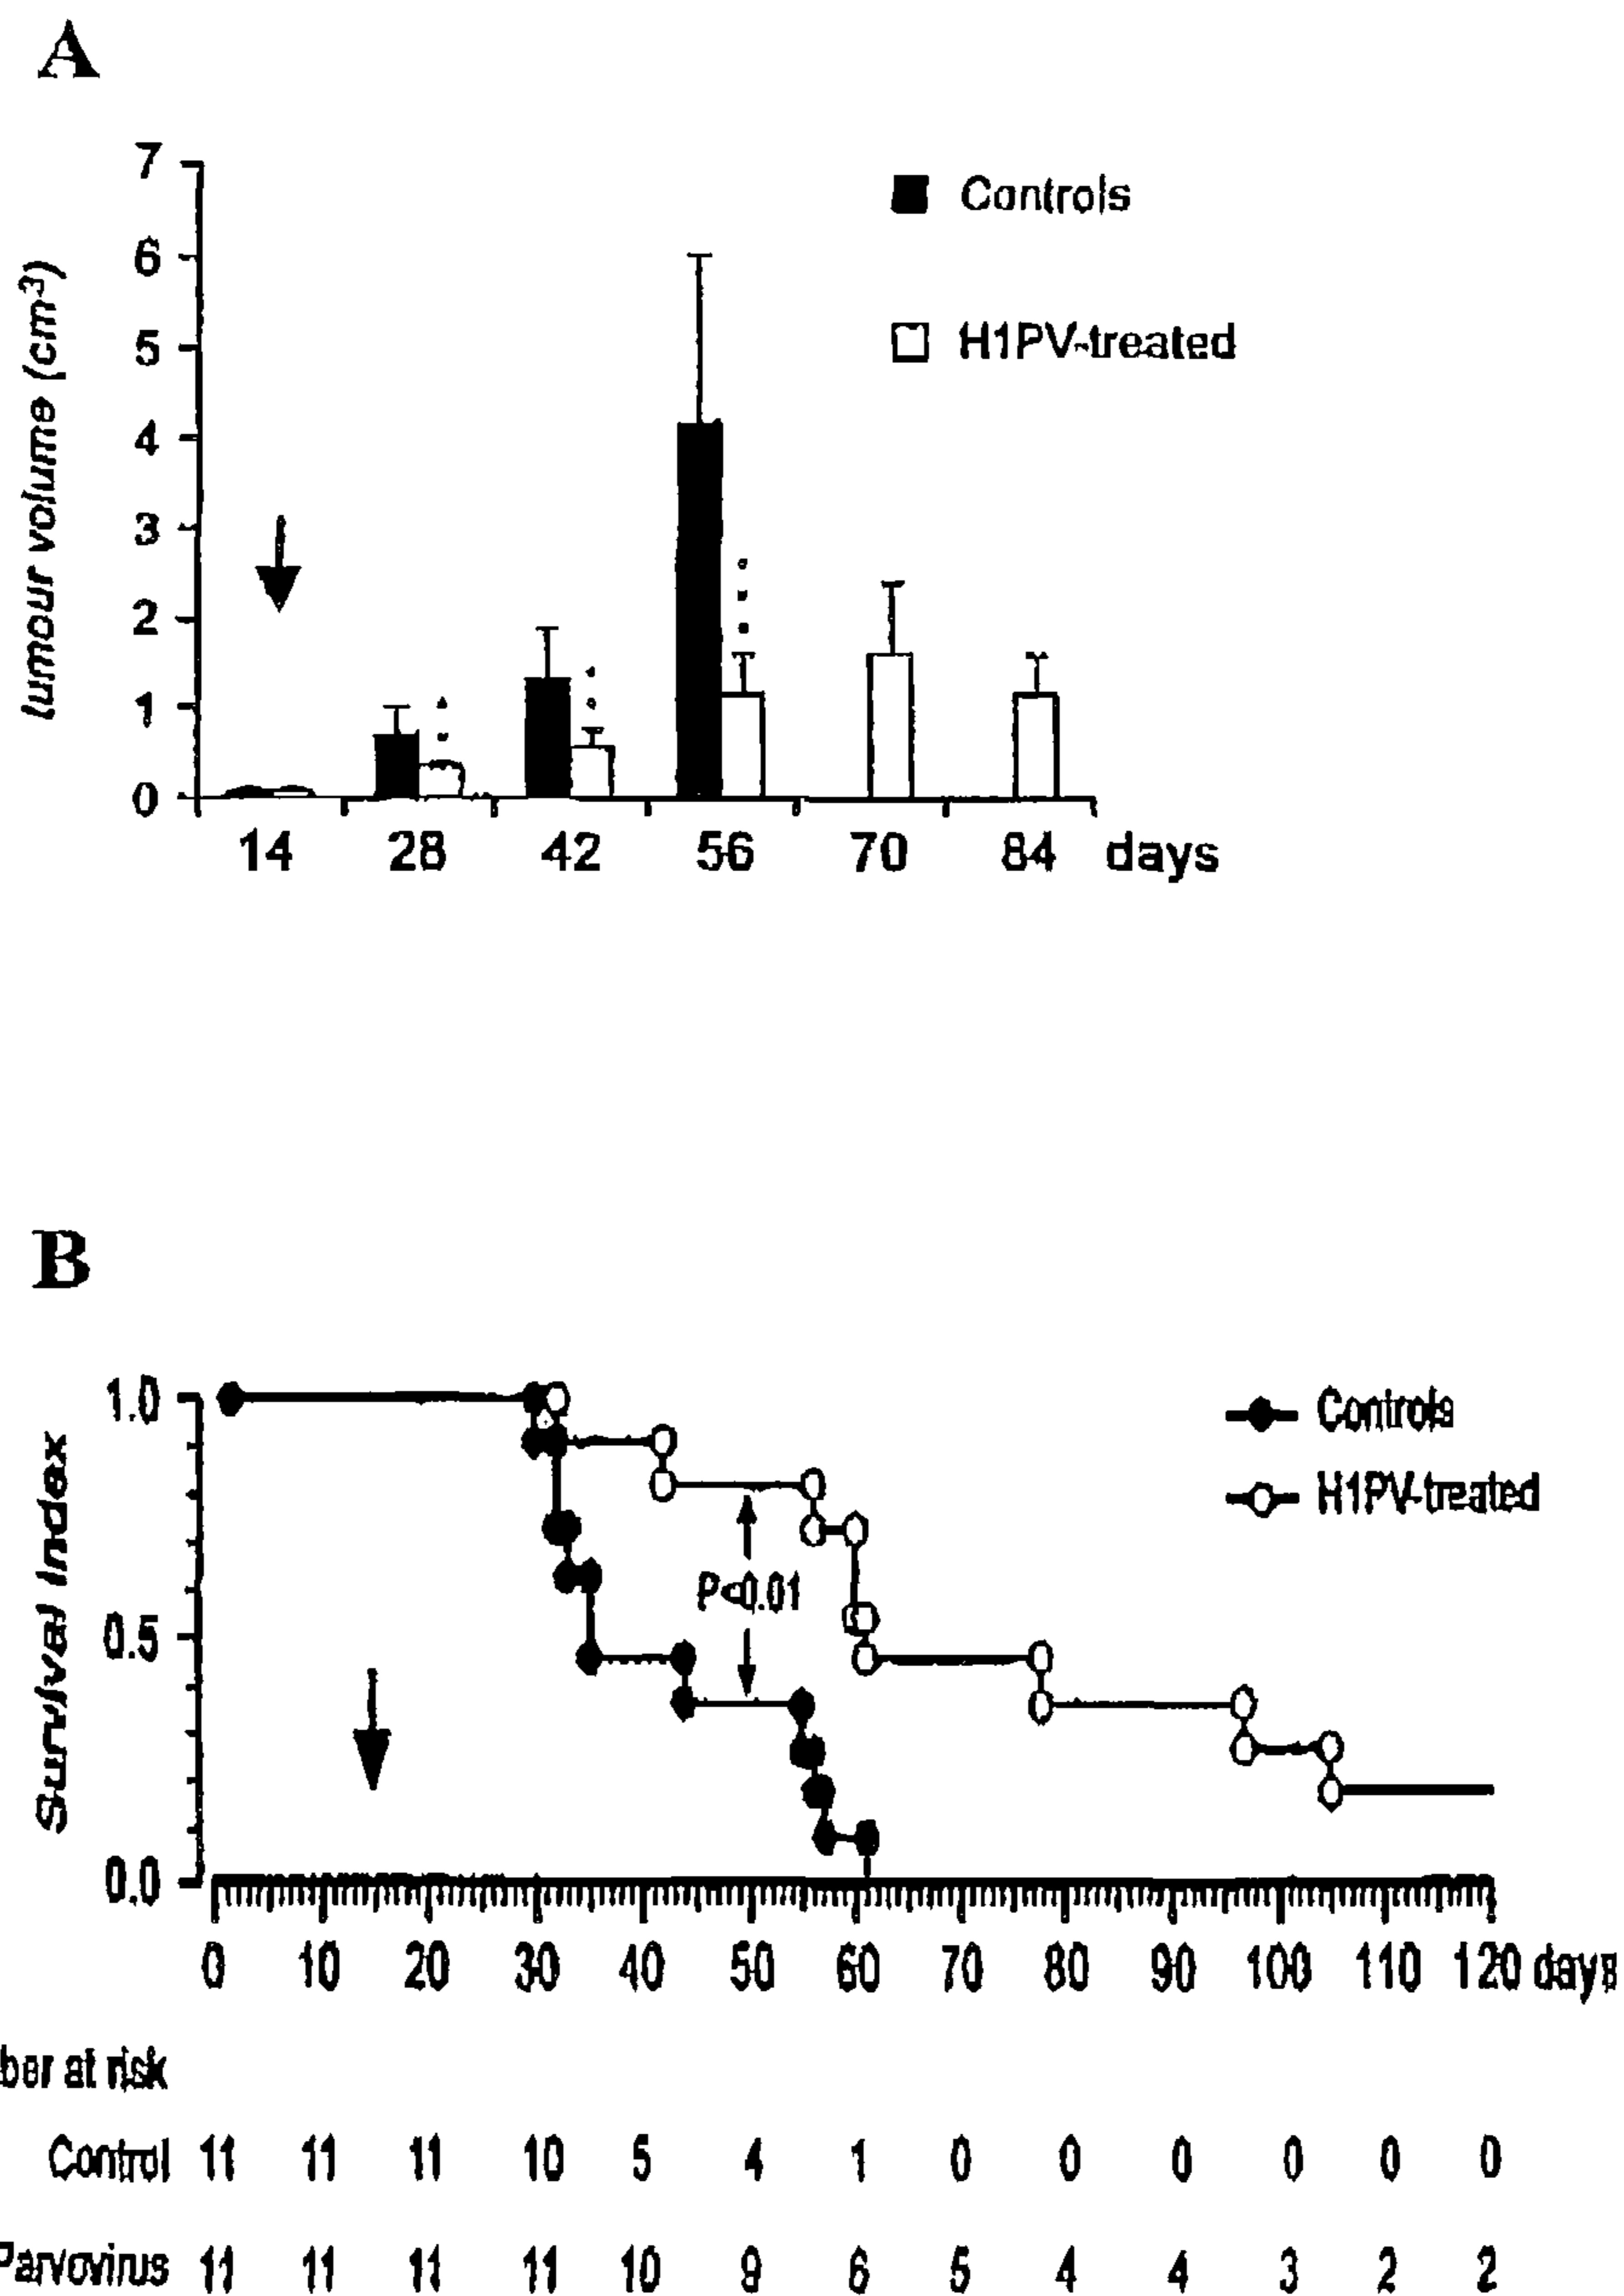 A
7
Controls
6
5
H1PV-treated
4
3
2
1
0
tumour volume (cm³)
14 28 42 56 70 84 days
B
1.0
Controls
H1PV-treated
P<0.01
0.5
0.0
Survival Index
0 10 20 30 40 50 60 70 80 90 100 110 120 days
ber at risk
Control 11 11 11 10 5 4 1 0 0 0 0 0 0
Parvovirus 11 11 11 11 10 9 6 5 4 4 3 2 2